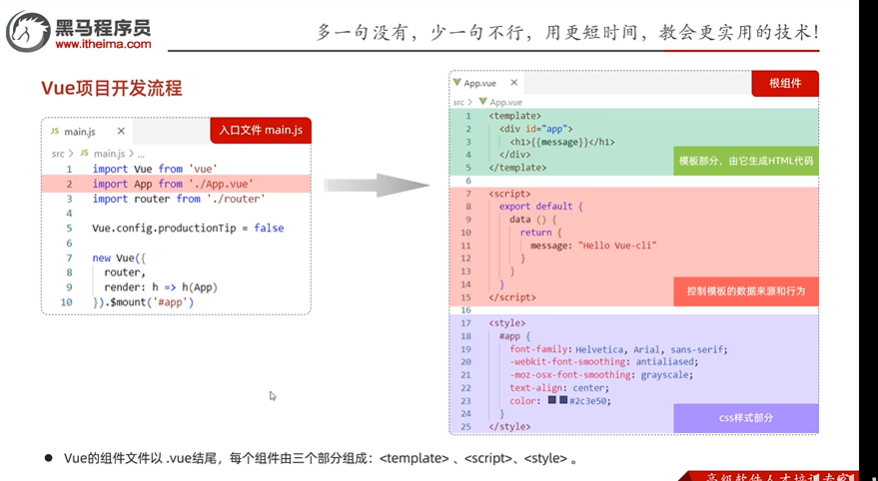 黑马程序员
www.itheima.com
多一句没有，少一句不行，用更短时间，教会更实用的技术！
Vue项目开发流程
JS main.js ×
入口文件 main.js
src > JS main.js > ...
1 import Vue from 'vue'
2 import App from './App.vue'
3 import router from './router'
4
5 Vue.config.productionTip = false
6
7 new Vue({
8 router,
9 render: h => h(App)
10 }).$mount('#app')
App.vue ×
根组件
src > App.vue
1 <template>
2 <div id="app">
3 <h1>{{message}}</h1>
4 </div>
5 </template>
模板部分，由它生成HTML代码
6
7 <script>
8 export default {
9 data () {
10 return {
11 message: "Hello Vue-cli"
12 }
13 }
14 }
15 </script>
控制模板的数据来源和行为
16
17 <style>
18 #app {
19 font-family: Helvetica, Arial, sans-serif;
20 -webkit-font-smoothing: antialiased;
21 -moz-osx-font-smoothing: grayscale;
22 text-align: center;
23 color: #2c3e50;
24 }
25 </style>
css样式部分
● Vue的组件文件以 .vue结尾，每个组件由三个部分组成：<template> 、<script>、<style> 。
高级软件人才培训专家